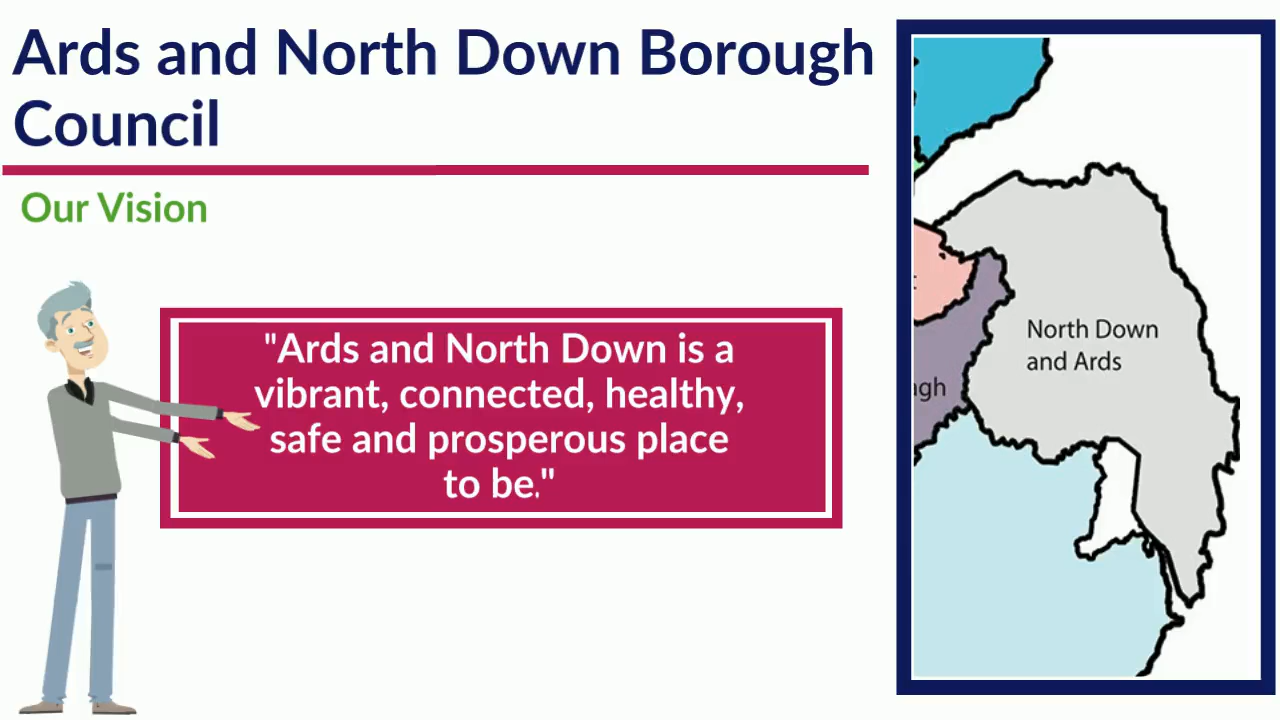 Ards and North Down Borough
Council
Our Vision
"Ards and North Down is a
vibrant, connected, healthy,
safe and prosperous place
to be."
North Down
and Ards